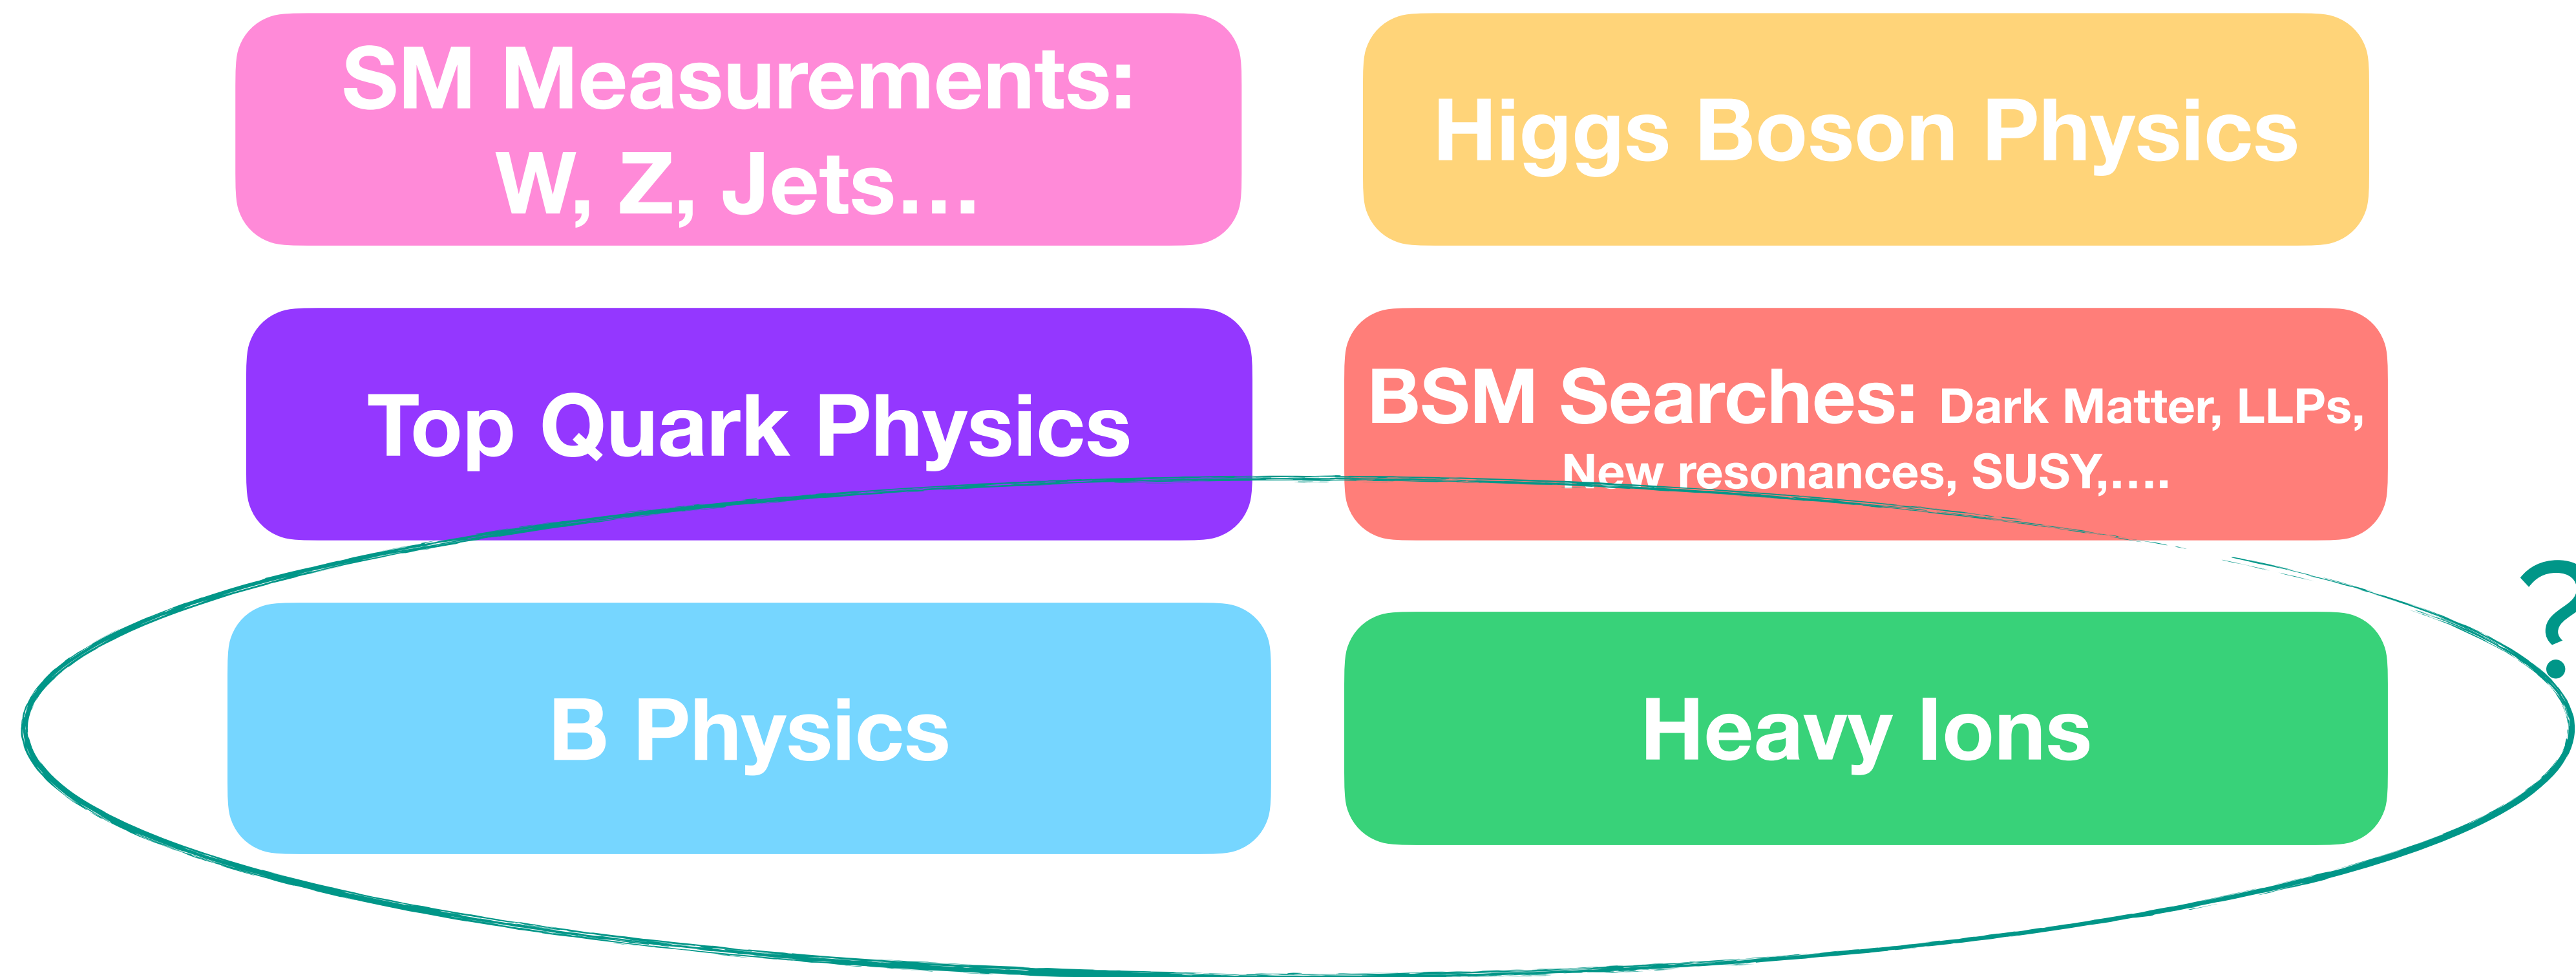 SM Measurements:
W, Z, Jets…
Higgs Boson Physics
Top Quark Physics
BSM Searches: Dark Matter, LLPs,
New resonances, SUSY,….
?
B Physics
Heavy Ions